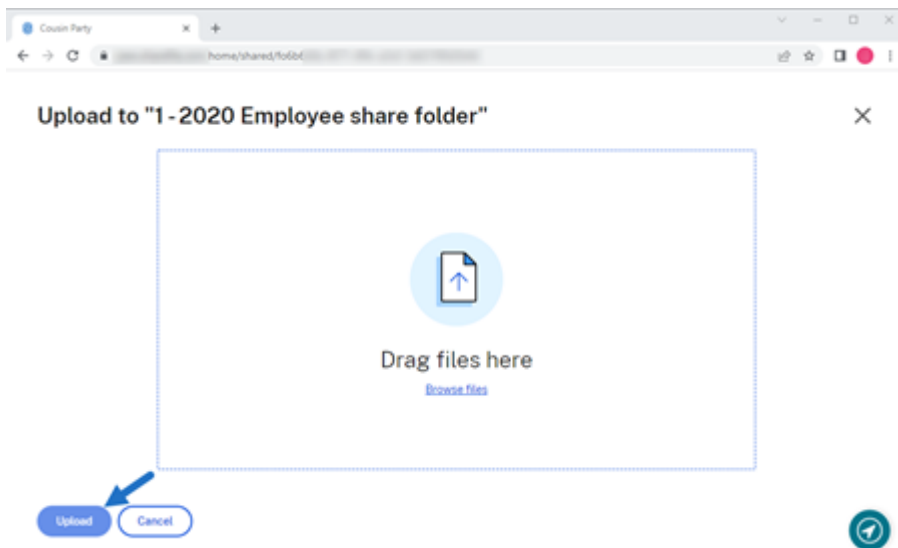 Cousin Party
home/shared/fo6b
Upload to "1 - 2020 Employee share folder"
Drag files here
Browse files
Upload
Cancel